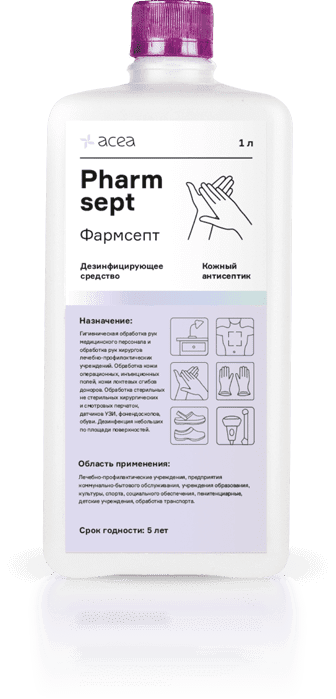 acea
1 л
Pharm
sept
Фармсепт
Дезинфицирующее
средство
Кожный
антисептик
Назначение:
Гигиеническая обработка рук
медицинского персонала и
обработка рук хирургов
лечебно-профилактических
учреждений. Обработка кожи
операционных, инъекционных
полей, кожи локтевых сгибов
доноров. Обработка стерильных
не стерильных хирургических
и смотровых перчаток,
датчиков УЗИ, фонендоскопов,
обуви. Дезинфекция небольших
по площади поверхностей.
Область применения:
Лечебно-профилактические учреждение, предприятия
коммунально-бытового обслуживания, учреждения образования,
культуры, спорта, социального обеспечения, пенитенциарные,
детские учреждения, обработка транспорта.
Срок годности: 5 лет